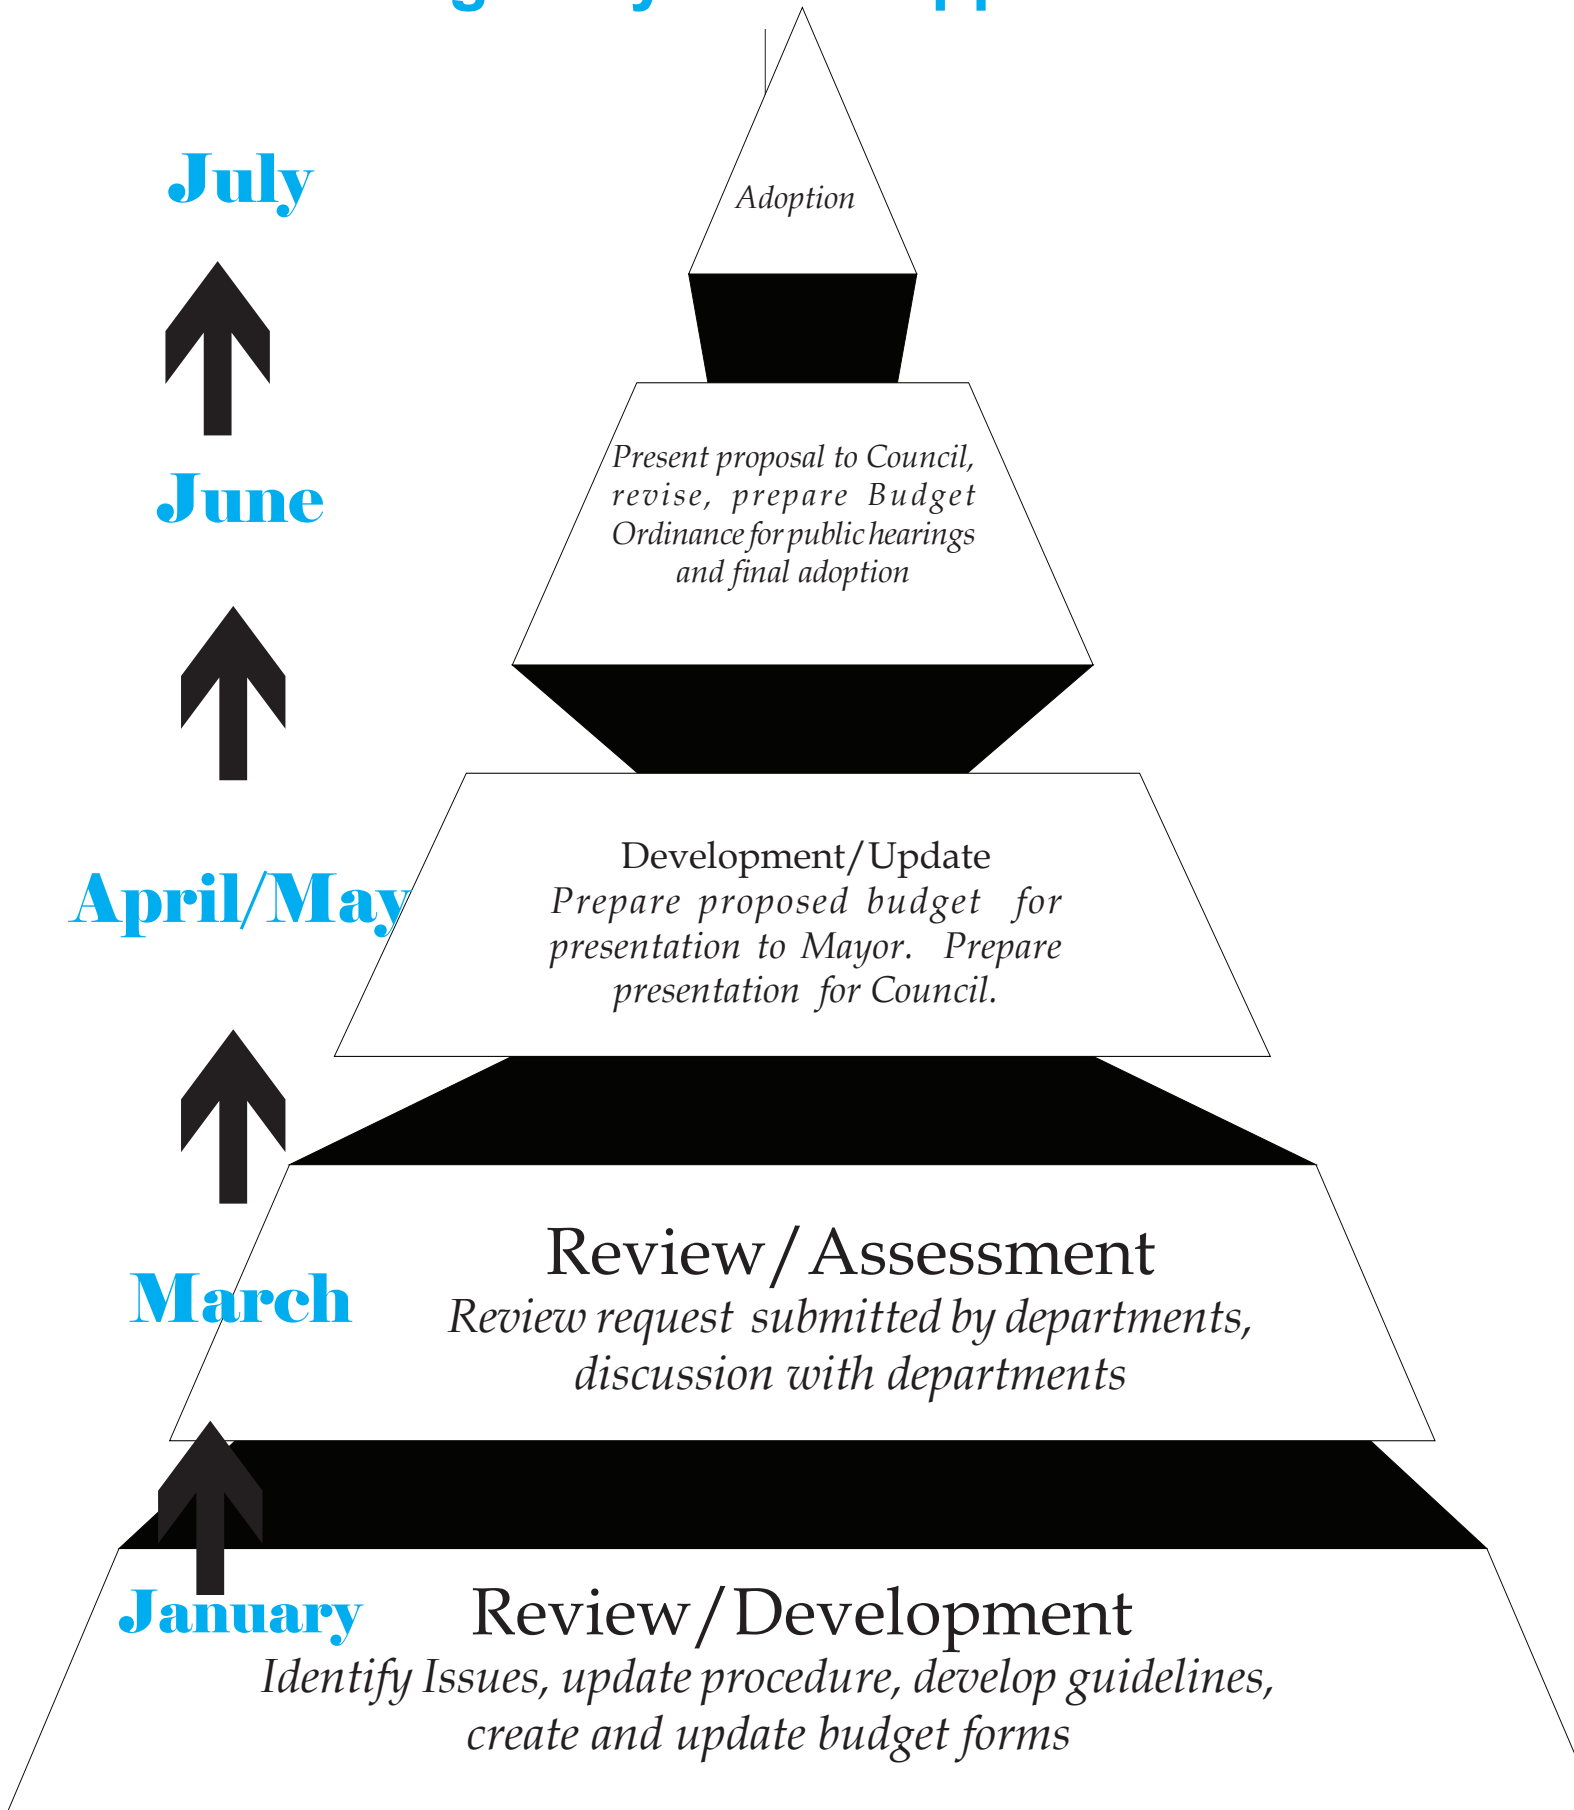 July
Adoption
June
Present proposal to Council,
revise, prepare Budget
Ordinance for public hearings
and final adoption
April/May
Development/Update
Prepare proposed budget for
presentation to Mayor. Prepare
presentation for Council.
March
Review/Assessment
Review request submitted by departments,
discussion with departments
January
Review/Development
Identify Issues, update procedure, develop guidelines,
create and update budget forms